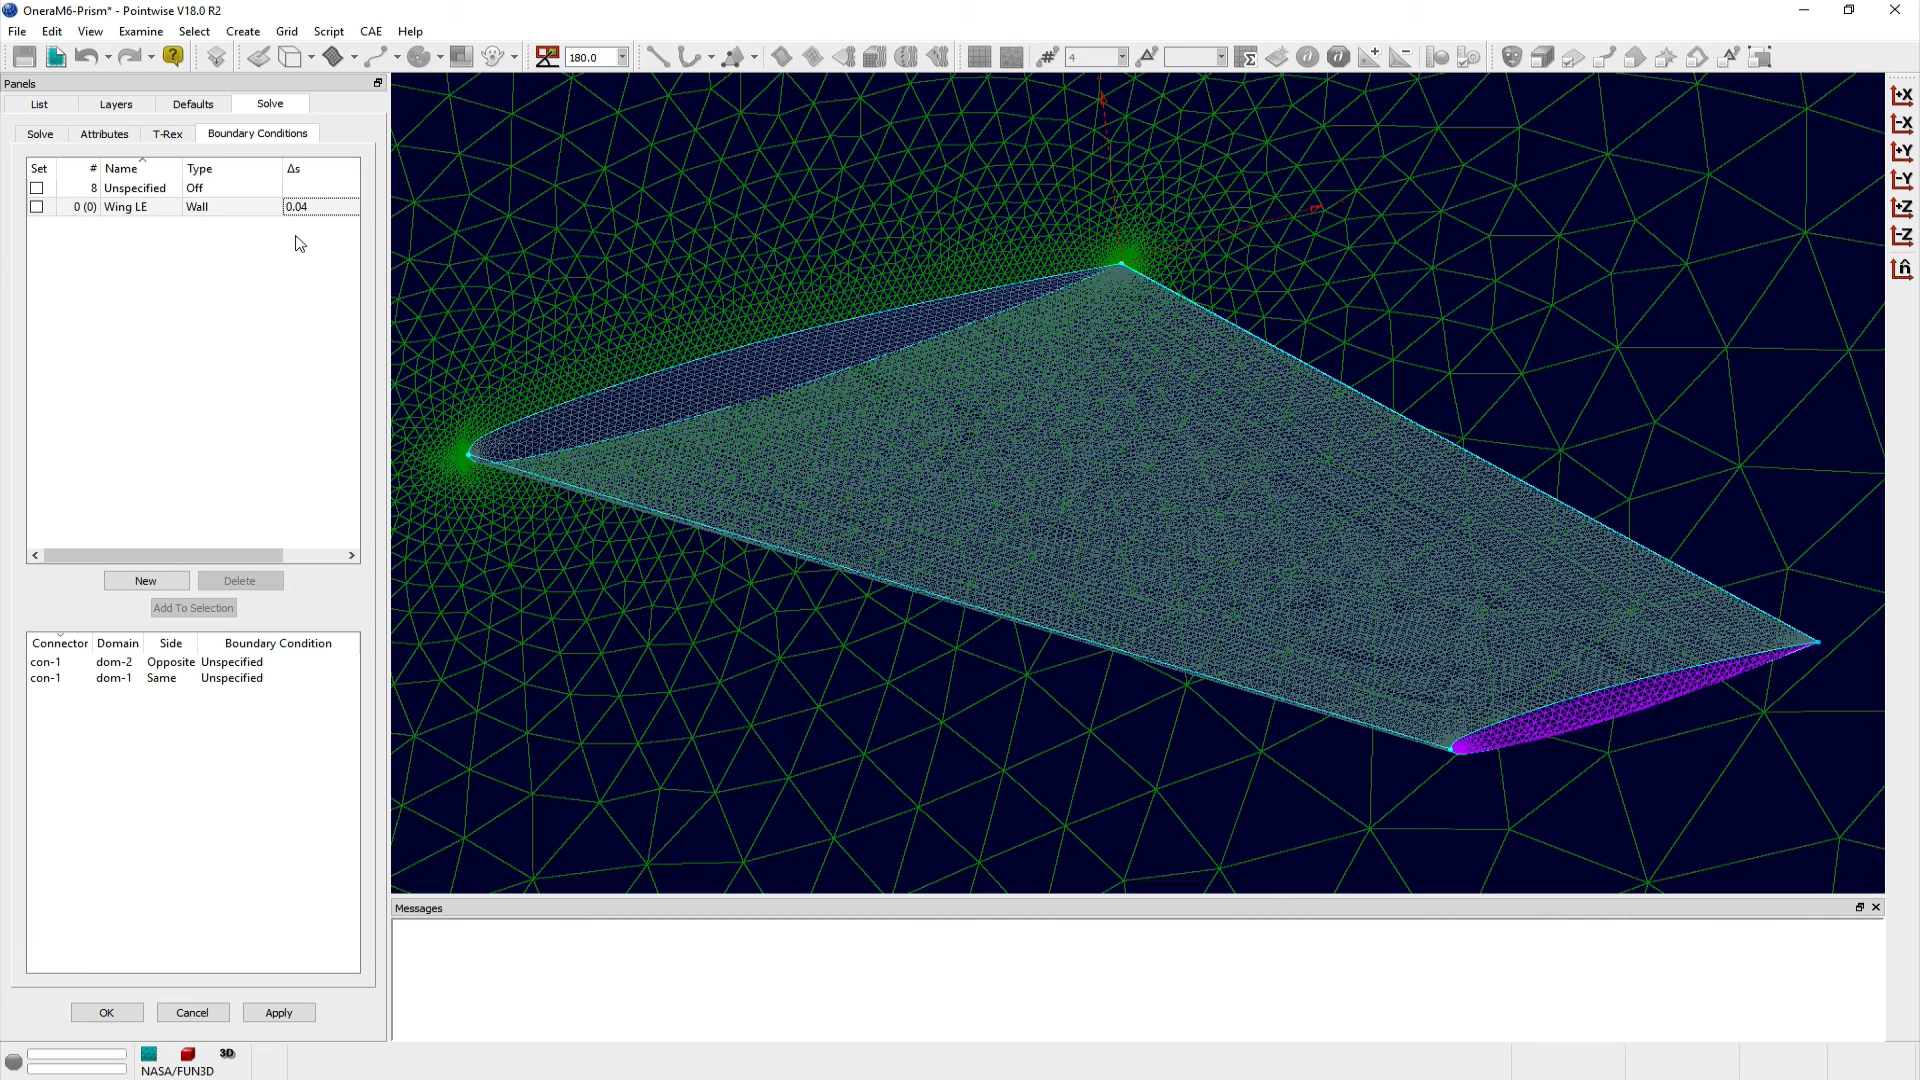 OneraM6-Prism* - Pointwise V18.0 R2
File Edit View Examine Select Create Grid Script CAE Help
180.0
4
Panels
List Layers Defaults Solve
Solve Attributes T-Rex Boundary Conditions
Set # Name Type Δs
8 Unspecified Off
0 (0) Wing LE Wall 0.04
New Delete
Add To Selection
Connector Domain Side Boundary Condition
con-1 dom-2 Opposite Unspecified
con-1 dom-1 Same Unspecified
OK Cancel Apply
Messages
3D
NASA/FUN3D
+X
-X
+Y
-Y
+Z
-Z
n̂